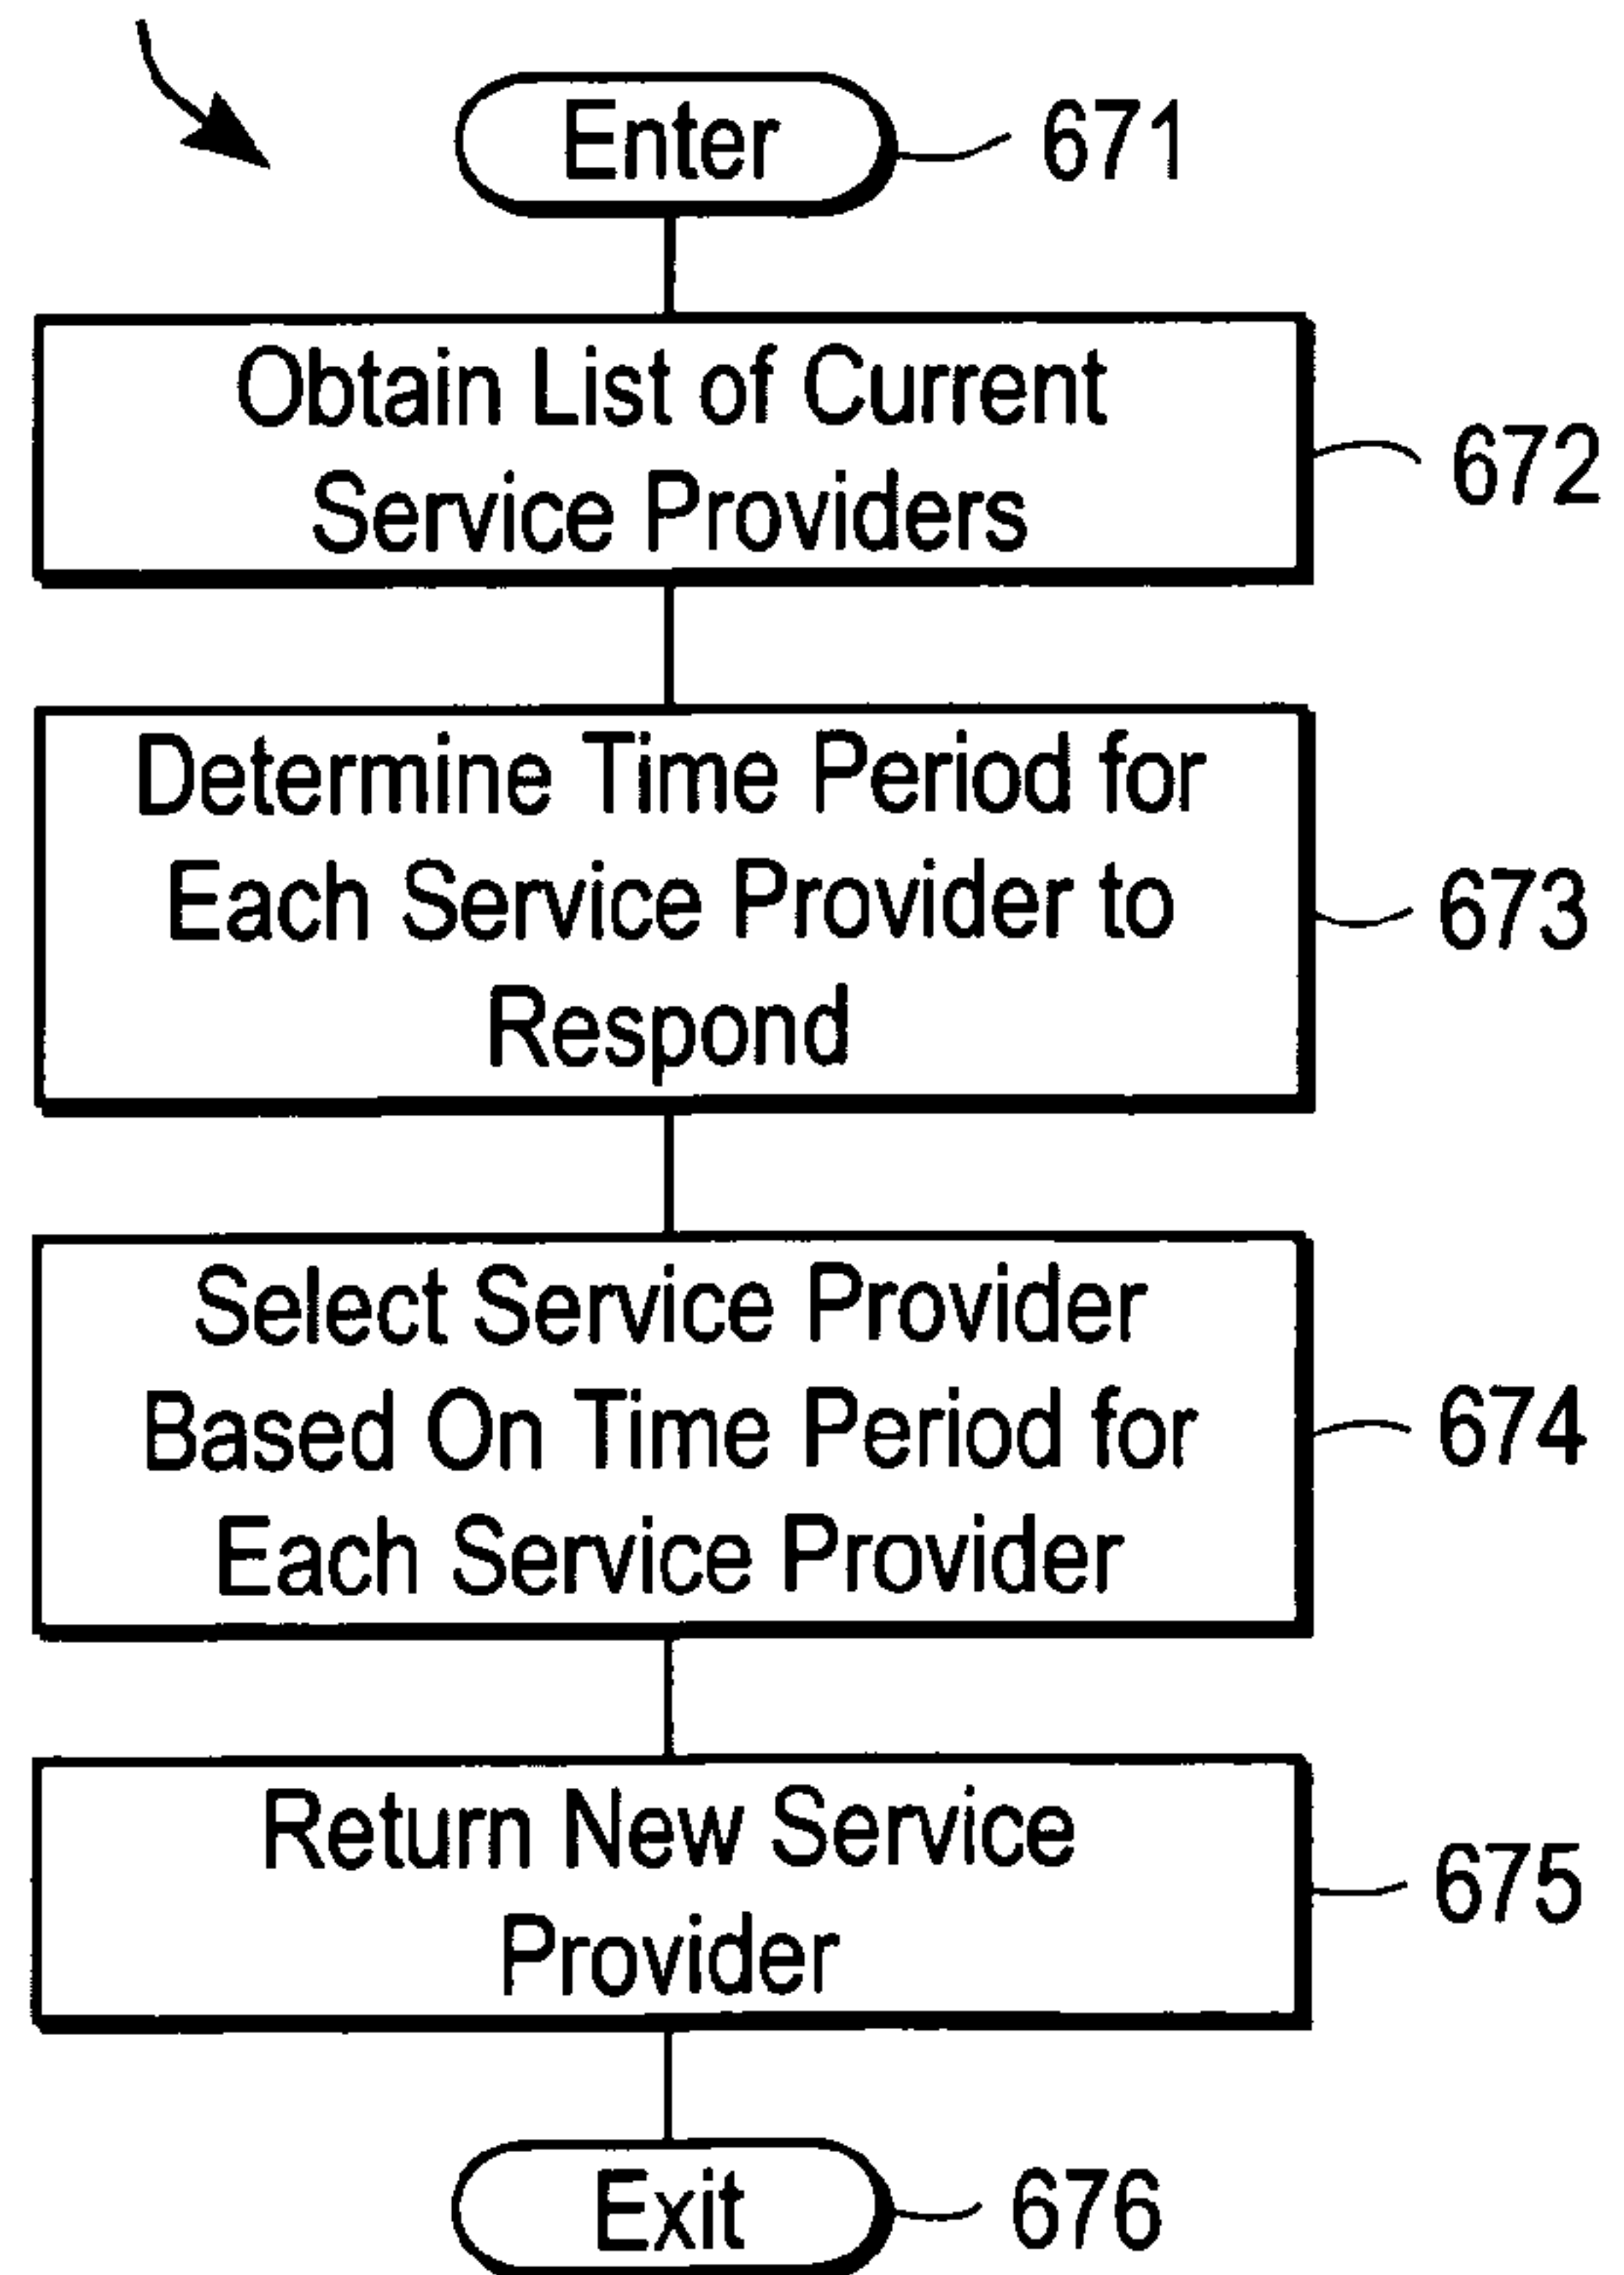 Enter
671
Obtain List of Current
Service Providers
672
Determine Time Period for
Each Service Provider to
Respond
673
Select Service Provider
Based On Time Period for
Each Service Provider
674
Return New Service
Provider
675
Exit
676